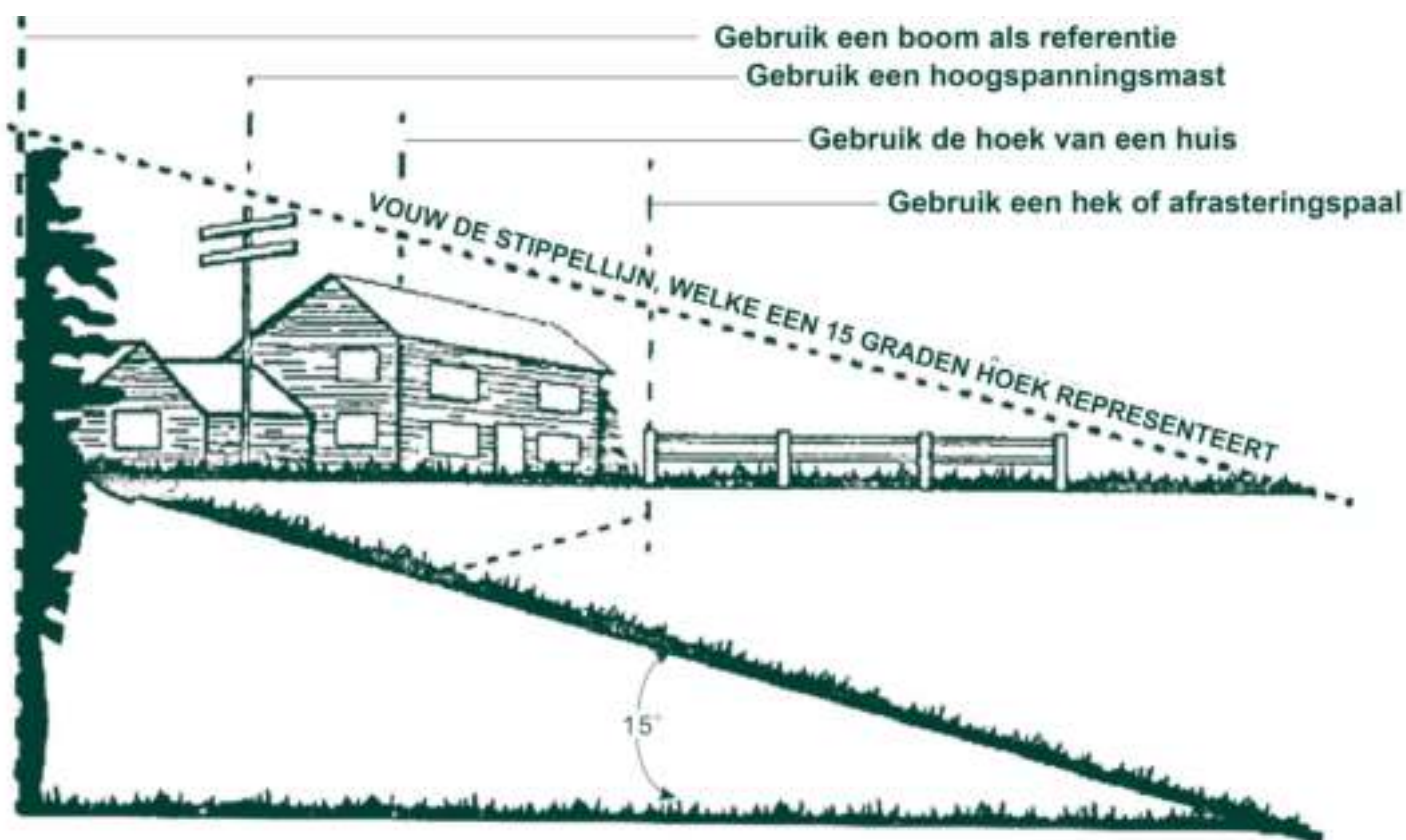 Gebruik een boom als referentie
Gebruik een hoogspanningsmast
Gebruik de hoek van een huis
Gebruik een hek of afrasteringspaal
VOUW DE STIPPELLIJN, WELKE EEN 15 GRADEN HOEK REPRESENTEERT
15°